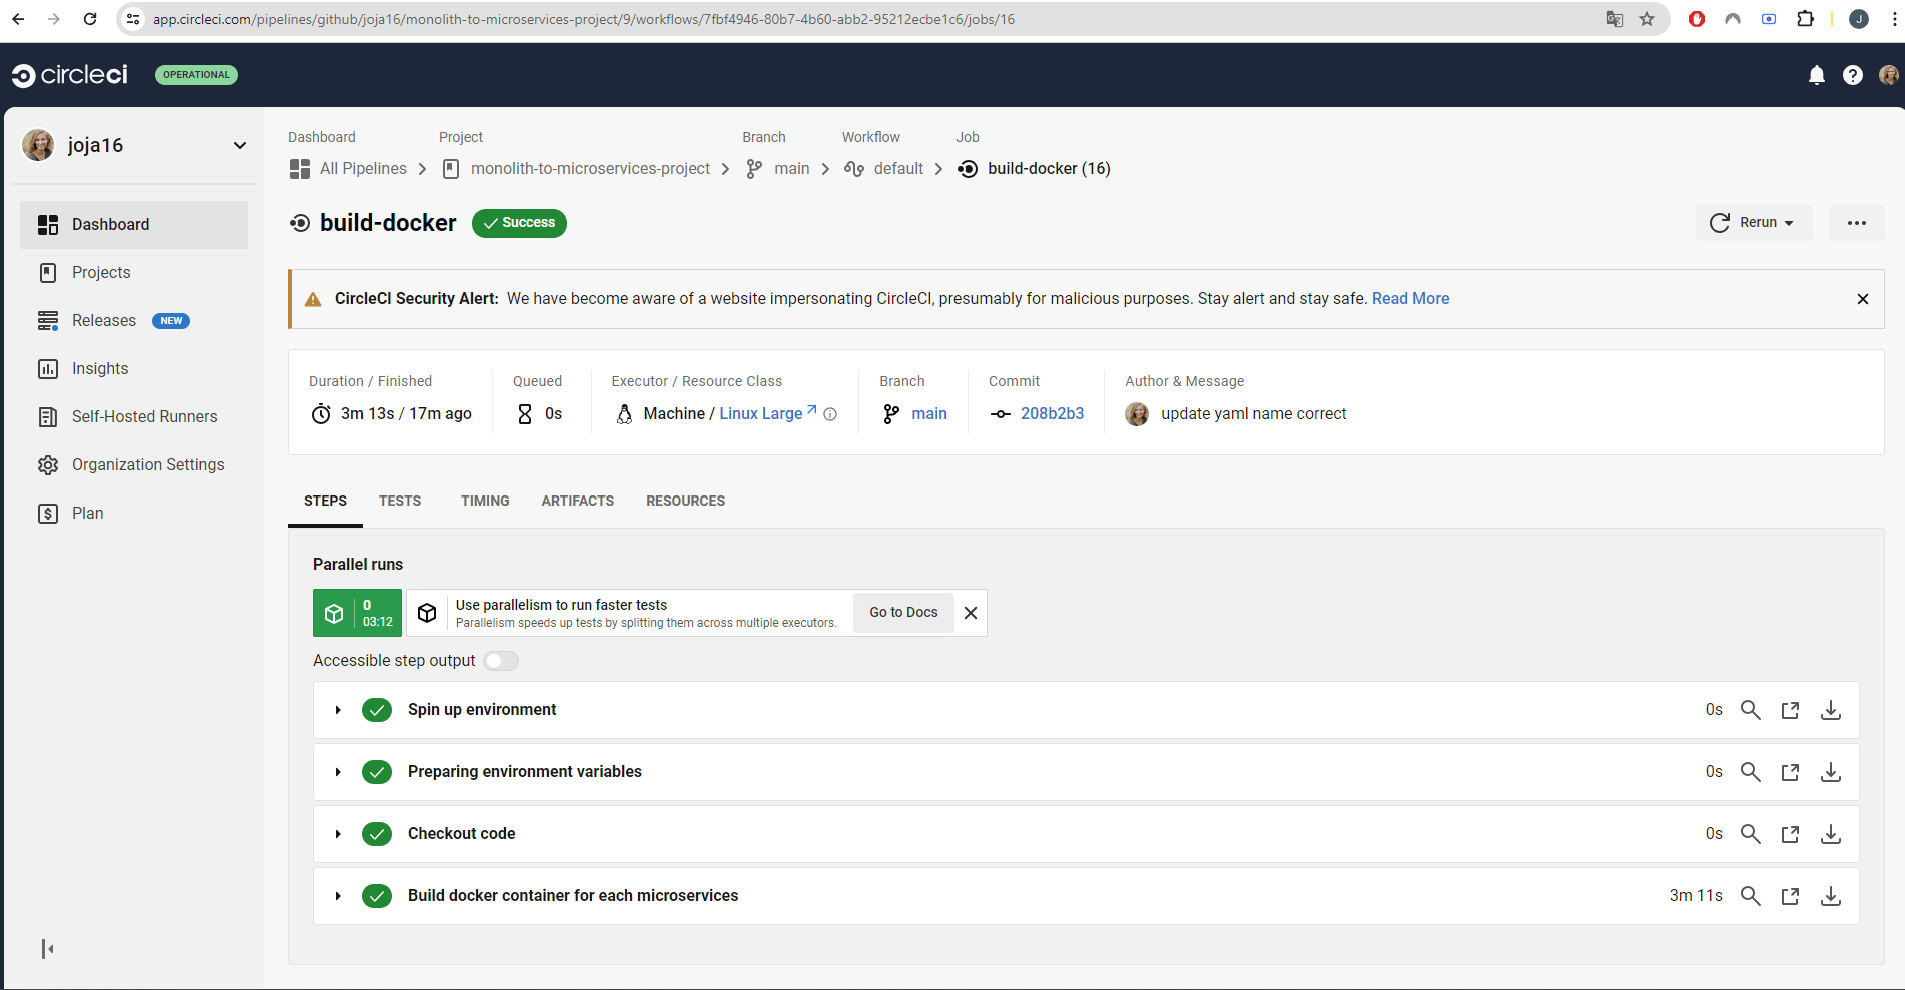 app.circleci.com/pipelines/github/joja16/monolith-to-microservices-project/9/workflows/7fbf4946-80b7-4b60-abb2-95212ecbe1c6/jobs/16
J
circleci
OPERATIONAL
?
joja16
Dashboard
Projects
Releases NEW
Insights
Self-Hosted Runners
Organization Settings
Plan
Dashboard Project Branch Workflow Job
All Pipelines monolith-to-microservices-project main default build-docker (16)
build-docker Success
Rerun
CircleCI Security Alert: We have become aware of a website impersonating CircleCI, presumably for malicious purposes. Stay alert and stay safe. Read More
Duration / Finished Queued Executor / Resource Class Branch Commit Author & Message
3m 13s / 17m ago 0s Machine / Linux Large main 208b2b3 update yaml name correct
STEPS TESTS TIMING ARTIFACTS RESOURCES
Parallel runs
0
03:12
Use parallelism to run faster tests
Parallelism speeds up tests by splitting them across multiple executors.
Go to Docs
Accessible step output
Spin up environment 0s
Preparing environment variables 0s
Checkout code 0s
Build docker container for each microservices 3m 11s